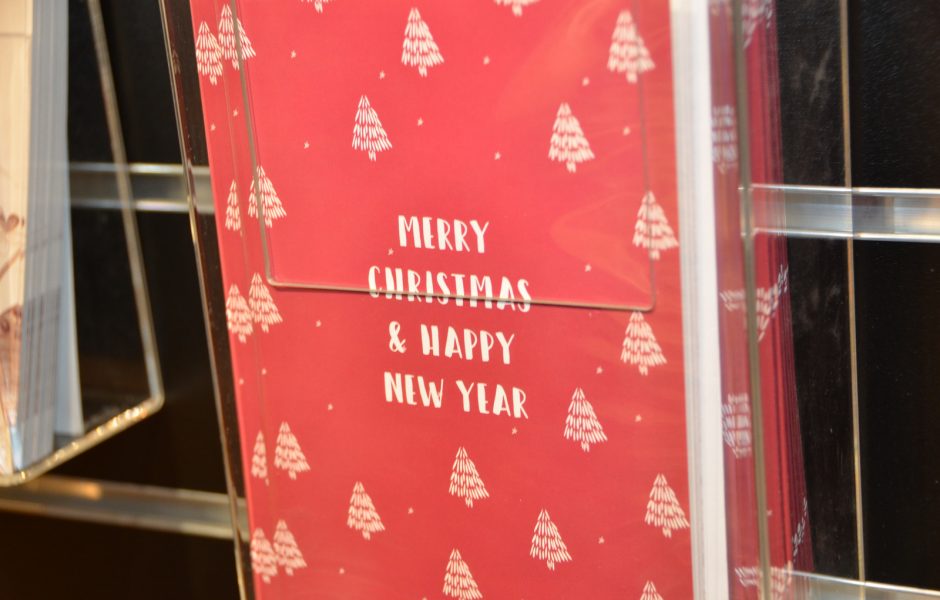 MERRY
CHRISTMAS
& HAPPY
NEW YEAR